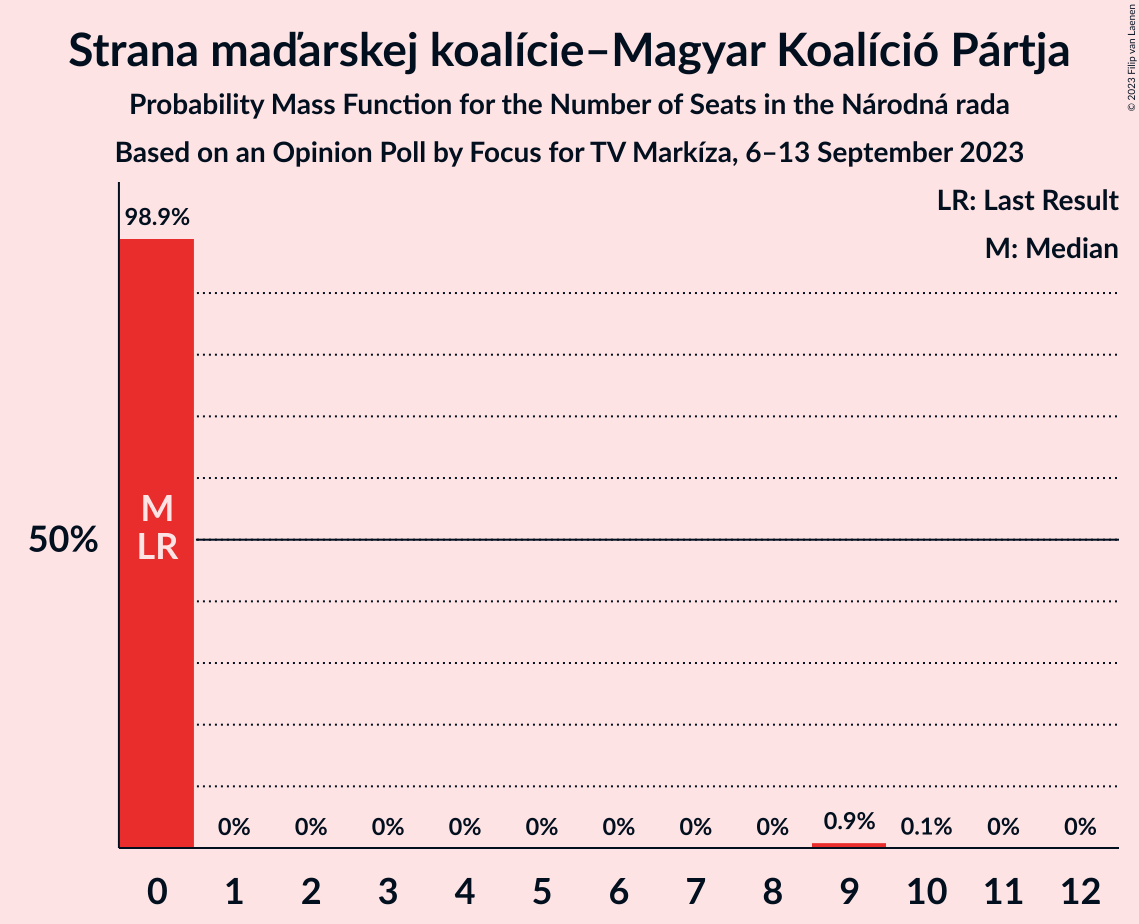 Strana maďarskej koalície–Magyar Koalíció Pártja
Probability Mass Function for the Number of Seats in the Národná rada
Based on an Opinion Poll by Focus for TV Markíza, 6–13 September 2023
© 2023 Filip van Laenen
LR: Last Result
M: Median
98.9%
M
LR
50%
0% 0% 0% 0% 0% 0% 0% 0% 0.9% 0.1% 0% 0%
0 1 2 3 4 5 6 7 8 9 10 11 12